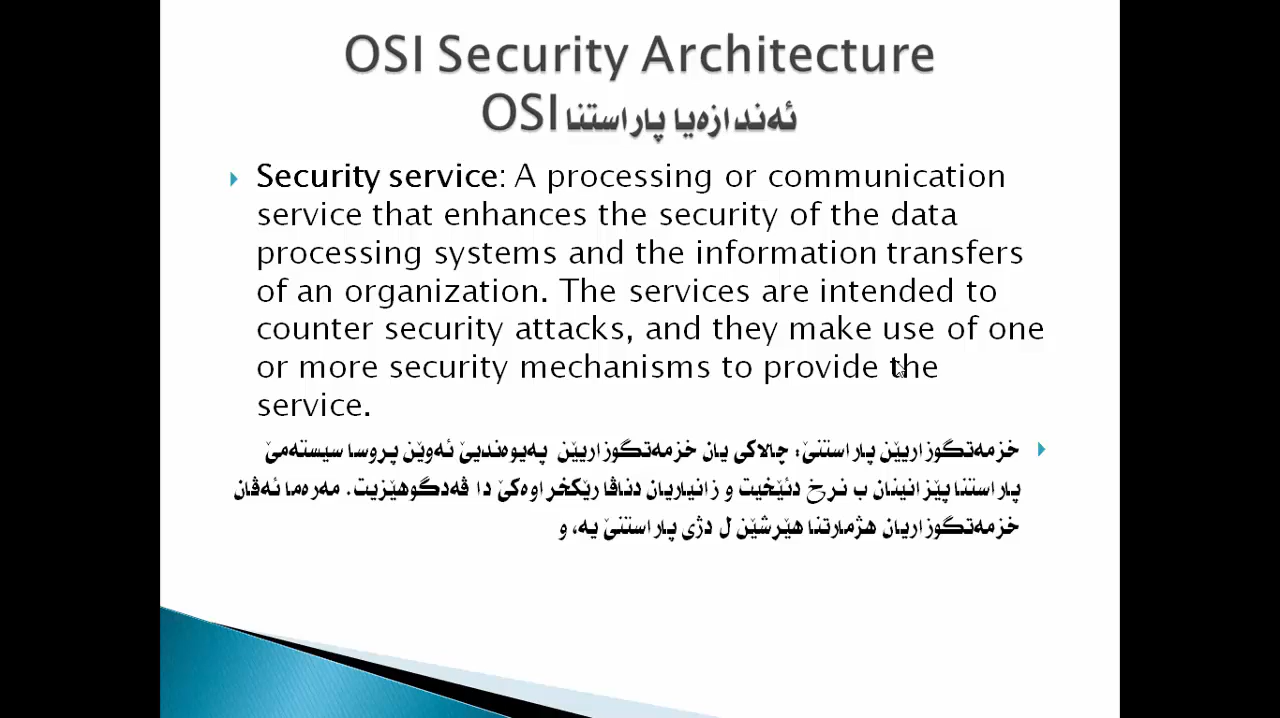 OSI Security Architecture
ئەندازەیا پاراستنا OSI
Security service: A processing or communication
service that enhances the security of the data
processing systems and the information transfers
of an organization. The services are intended to
counter security attacks, and they make use of one
or more security mechanisms to provide the
service.
خزمەتگوزاریێن پاراستنێ: چالاکی یان خزمەتگوزاریێن پەیوەندیێ ئەوێن پروسا سیستەمێ
پاراستنا پێزانینان ب نرخ دئێخیت و زانیاریان دناڤا رێکخراوەکێ دا ڤەدگوهێزیت. مەرەما ئەڤان
خزمەتگوزاریان هژمارتنا هێرشێن ل دژی پاراستنێ یە، و